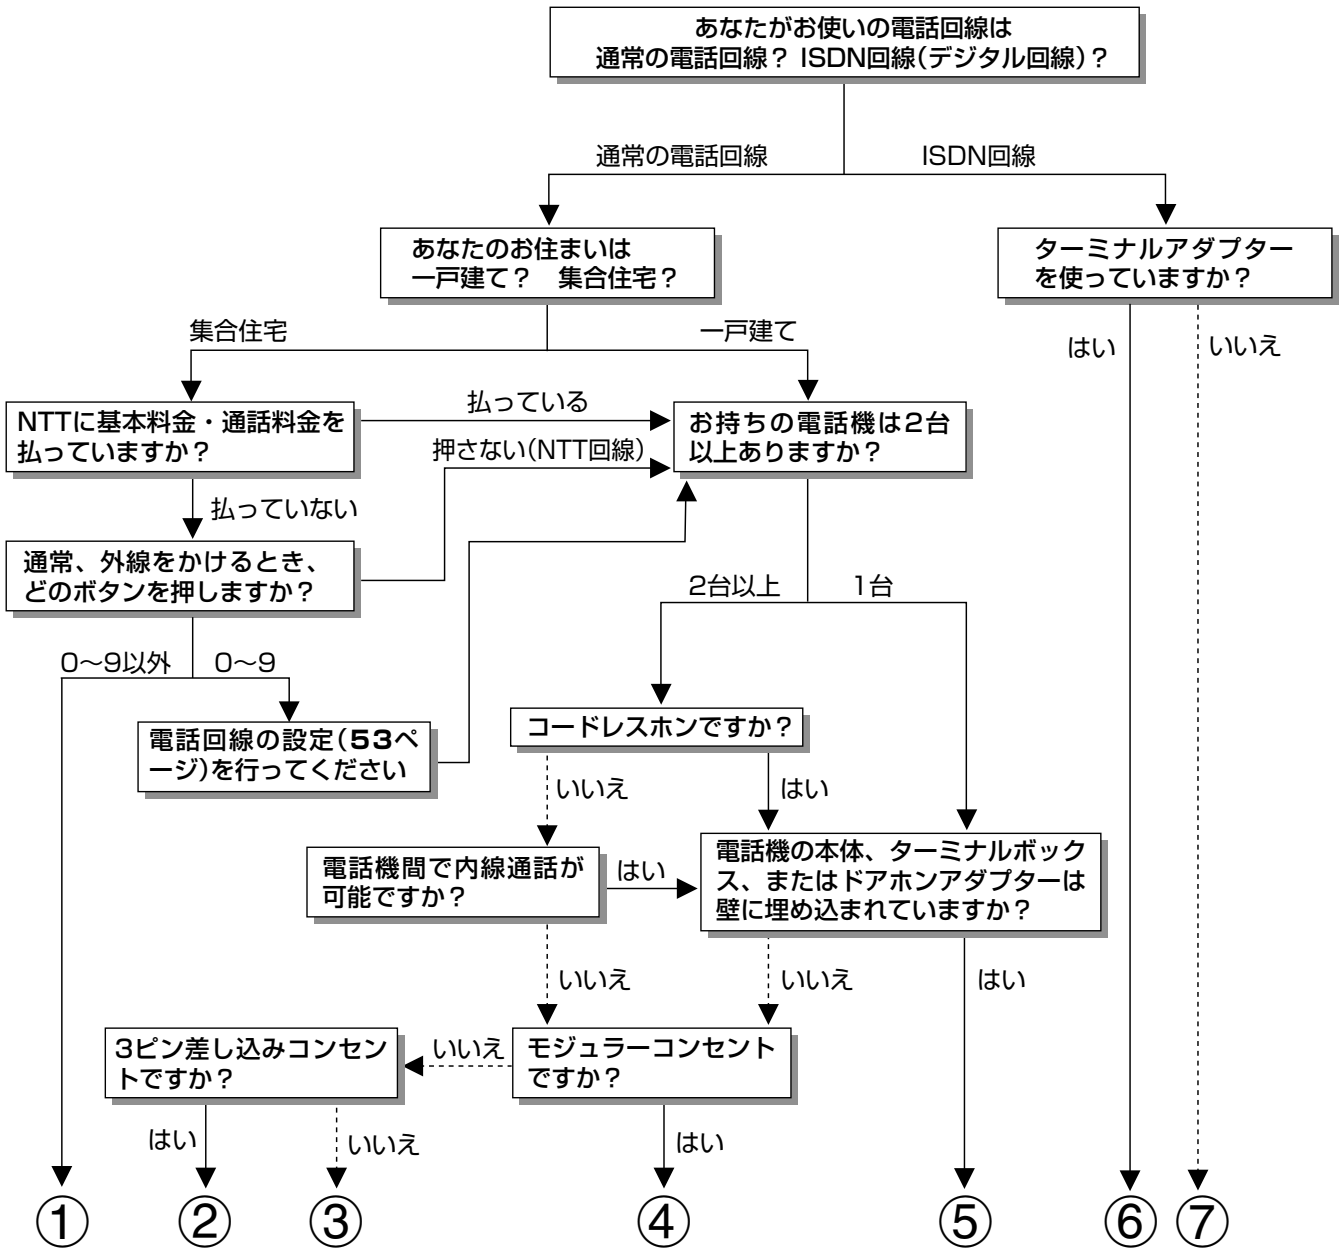 あなたがお使いの電話回線は
通常の電話回線？ ISDN回線（デジタル回線）？
通常の電話回線
ISDN回線
あなたのお住まいは
一戸建て？　集合住宅？
ターミナルアダプター
を使っていますか？
集合住宅
一戸建て
はい
いいえ
NTTに基本料金・通話料金を
払っていますか？
払っている
お持ちの電話機は2台
以上ありますか？
押さない（NTT回線）
払っていない
通常、外線をかけるとき、
どのボタンを押しますか？
2台以上
1台
0〜9以外
0〜9
電話回線の設定（53ペ
ージ）を行ってください
コードレスホンですか？
いいえ
はい
電話機間で内線通話が
可能ですか？
はい
電話機の本体、ターミナルボック
ス、またはドアホンアダプターは
壁に埋め込まれていますか？
いいえ
いいえ
はい
3ピン差し込みコンセン
トですか？
いいえ
モジュラーコンセント
ですか？
はい
いいえ
はい
①
②
③
④
⑤
⑥
⑦